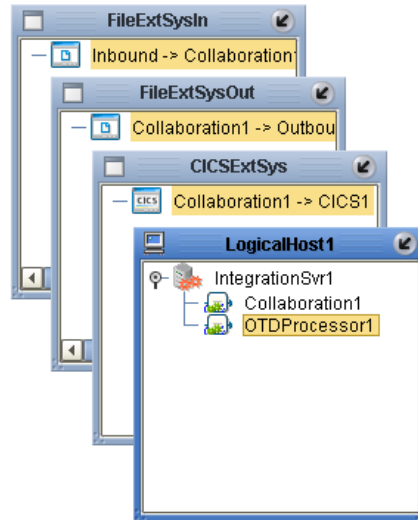 FileExtSysIn
Inbound -> Collaboration1
FileExtSysOut
Collaboration1 -> Outbou
CICSExtSys
CICS
Collaboration1 -> CICS1
LogicalHost1
IntegrationSvr1
Collaboration1
OTDProcessor1